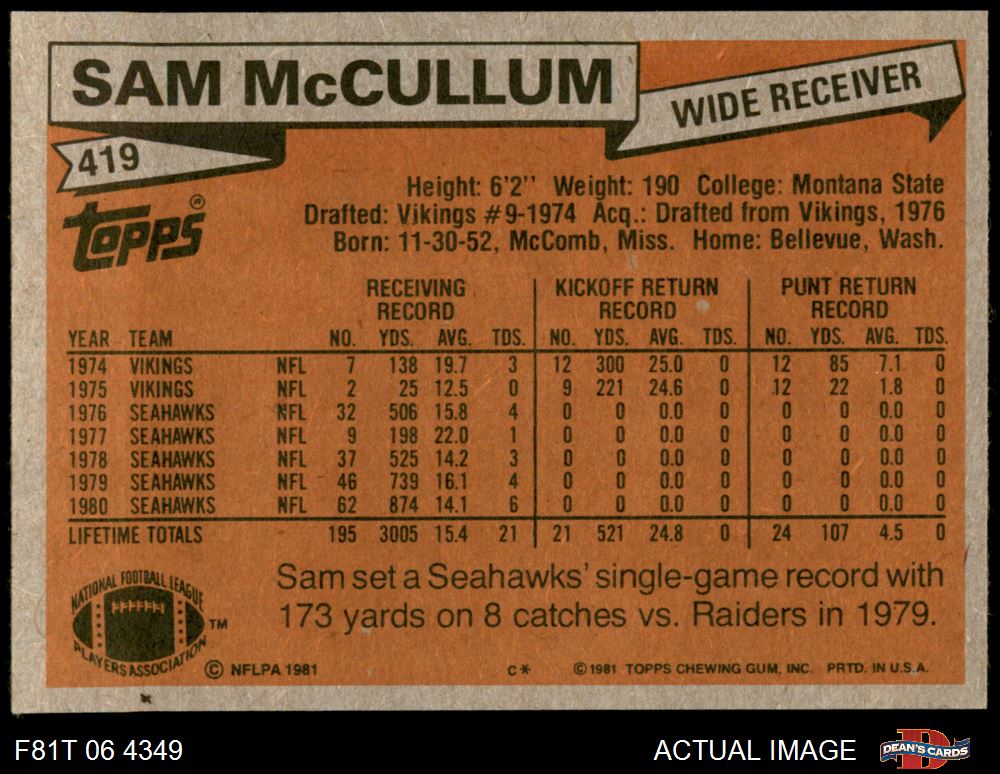 SAM McCULLUM
WIDE RECEIVER
419
TOPPS ®
Height: 6'2" Weight: 190 College: Montana State
Drafted: Vikings #9-1974 Acq.: Drafted from Vikings, 1976
Born: 11-30-52, McComb, Miss. Home: Bellevue, Wash.
RECEIVING RECORD KICKOFF RETURN RECORD PUNT RETURN RECORD
YEAR TEAM NO. YDS. AVG. TDS. NO. YDS. AVG. TDS. NO. YDS. AVG. TDS.
1974 VIKINGS NFL 7 138 19.7 3 12 300 25.0 0 12 85 7.1 0
1975 VIKINGS NFL 2 25 12.5 0 9 221 24.6 0 12 22 1.8 0
1976 SEAHAWKS NFL 32 506 15.8 4 0 0 0.0 0 0 0 0.0 0
1977 SEAHAWKS NFL 9 198 22.0 1 0 0 0.0 0 0 0 0.0 0
1978 SEAHAWKS NFL 37 525 14.2 3 0 0 0.0 0 0 0 0.0 0
1979 SEAHAWKS NFL 46 739 16.1 4 0 0 0.0 0 0 0 0.0 0
1980 SEAHAWKS NFL 62 874 14.1 6 0 0 0.0 0 0 0 0.0 0
LIFETIME TOTALS 195 3005 15.4 21 21 521 24.8 0 24 107 4.5 0
Sam set a Seahawks' single-game record with
173 yards on 8 catches vs. Raiders in 1979.
NATIONAL FOOTBALL LEAGUE
PLAYERS ASSOCIATION TM
© NFLPA 1981 C* © 1981 TOPPS CHEWING GUM, INC. PRTD. IN U.S.A.
F81T 06 4349 ACTUAL IMAGE DEAN'S CARDS